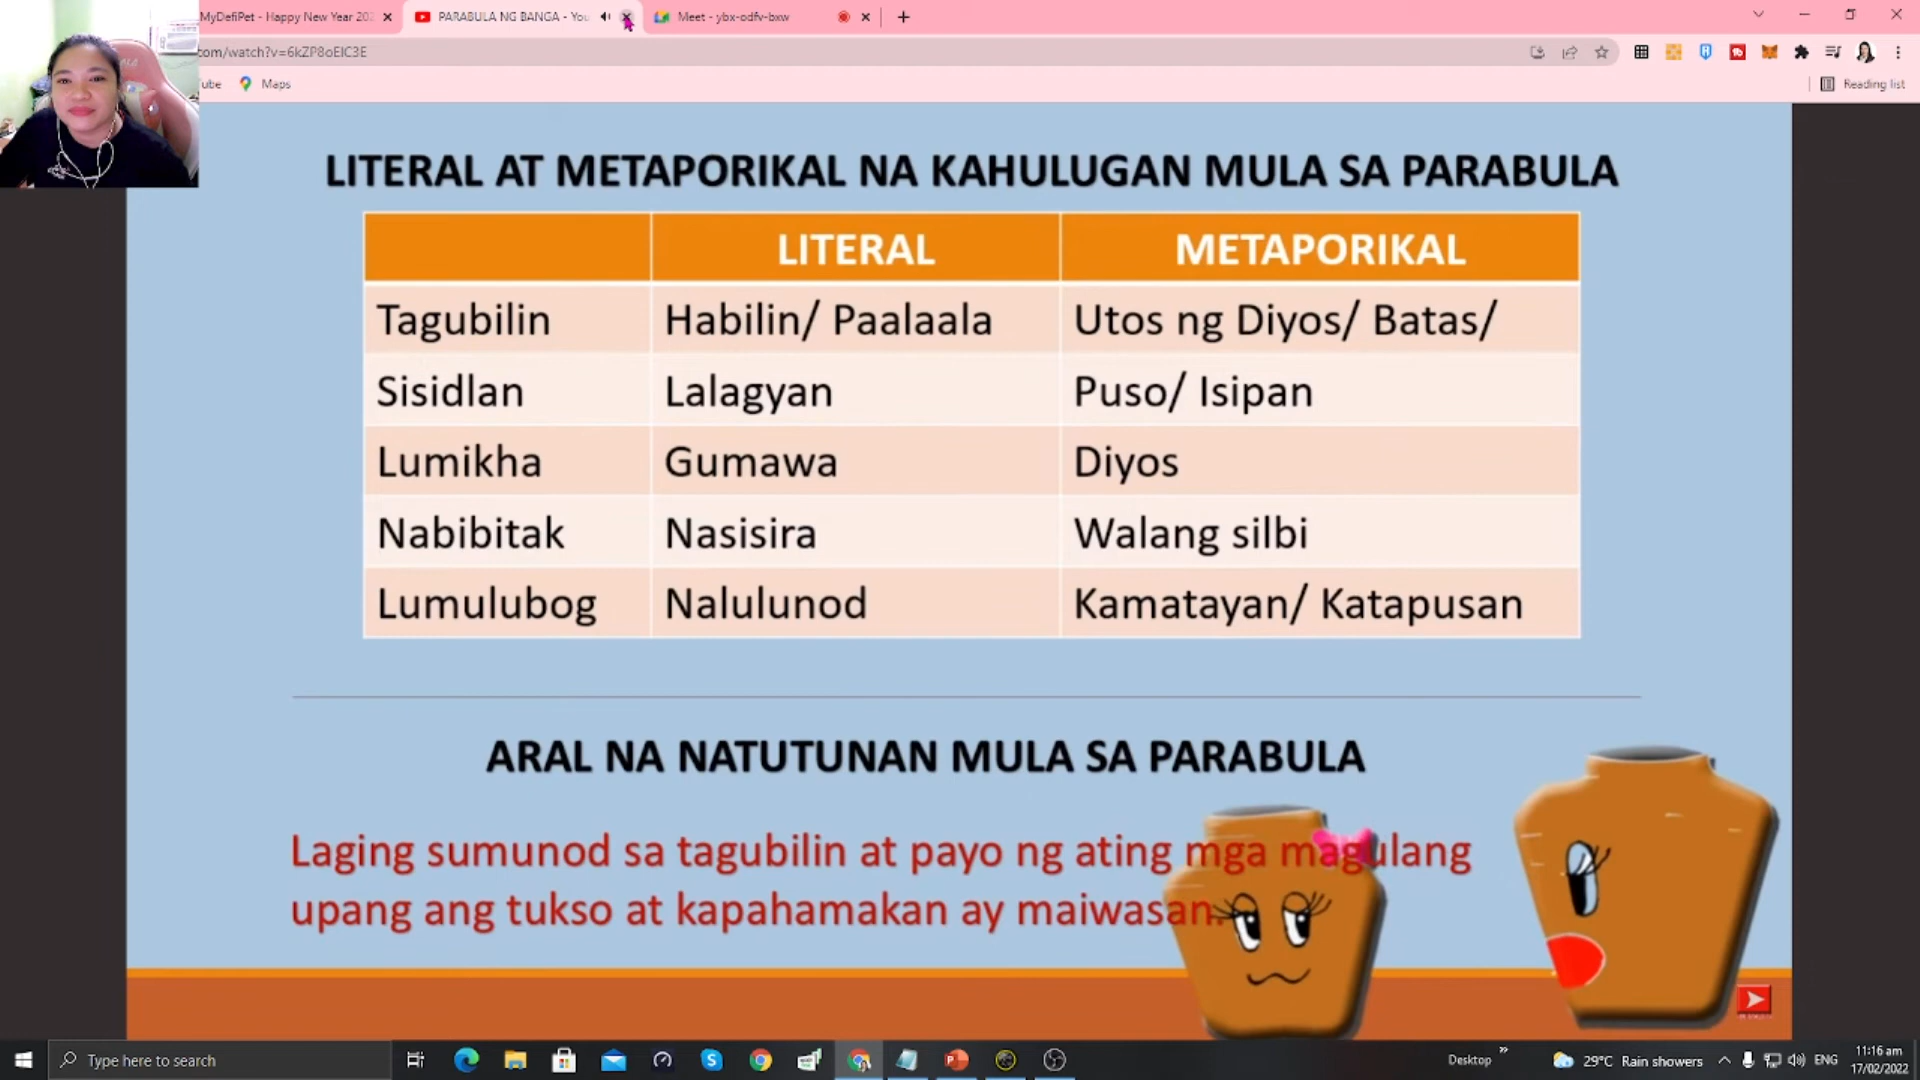 MyDefiPet - Happy New Year 202
PARABULA NG BANGA - You
Meet - ybx-odfv-bxw
com/watch?v=6kZP8oEIC3E
ube
Maps
Reading list
LITERAL AT METAPORIKAL NA KAHULUGAN MULA SA PARABULA
LITERAL METAPORIKAL
Tagubilin Habilin/ Paalaala Utos ng Diyos/ Batas/
Sisidlan Lalagyan Puso/ Isipan
Lumikha Gumawa Diyos
Nabibitak Nasisira Walang silbi
Lumulubog Nalulunod Kamatayan/ Katapusan
ARAL NA NATUTUNAN MULA SA PARABULA
Laging sumunod sa tagubilin at payo ng ating mga magulang
upang ang tukso at kapahamakan ay maiwasan.
Type here to search
Desktop
29°C Rain showers
ENG
11:16 am
17/02/2022